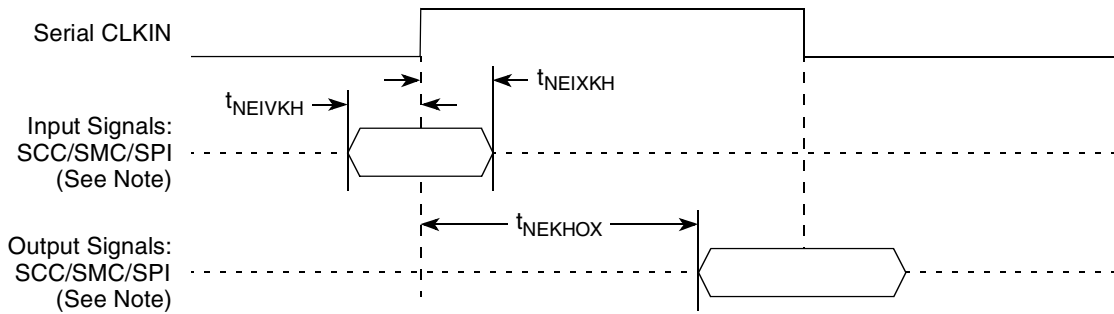 Serial CLKIN
tNEIXKH
tNEIVKH
Input Signals:
SCC/SMC/SPI
(See Note)
tNEKHOX
Output Signals:
SCC/SMC/SPI
(See Note)